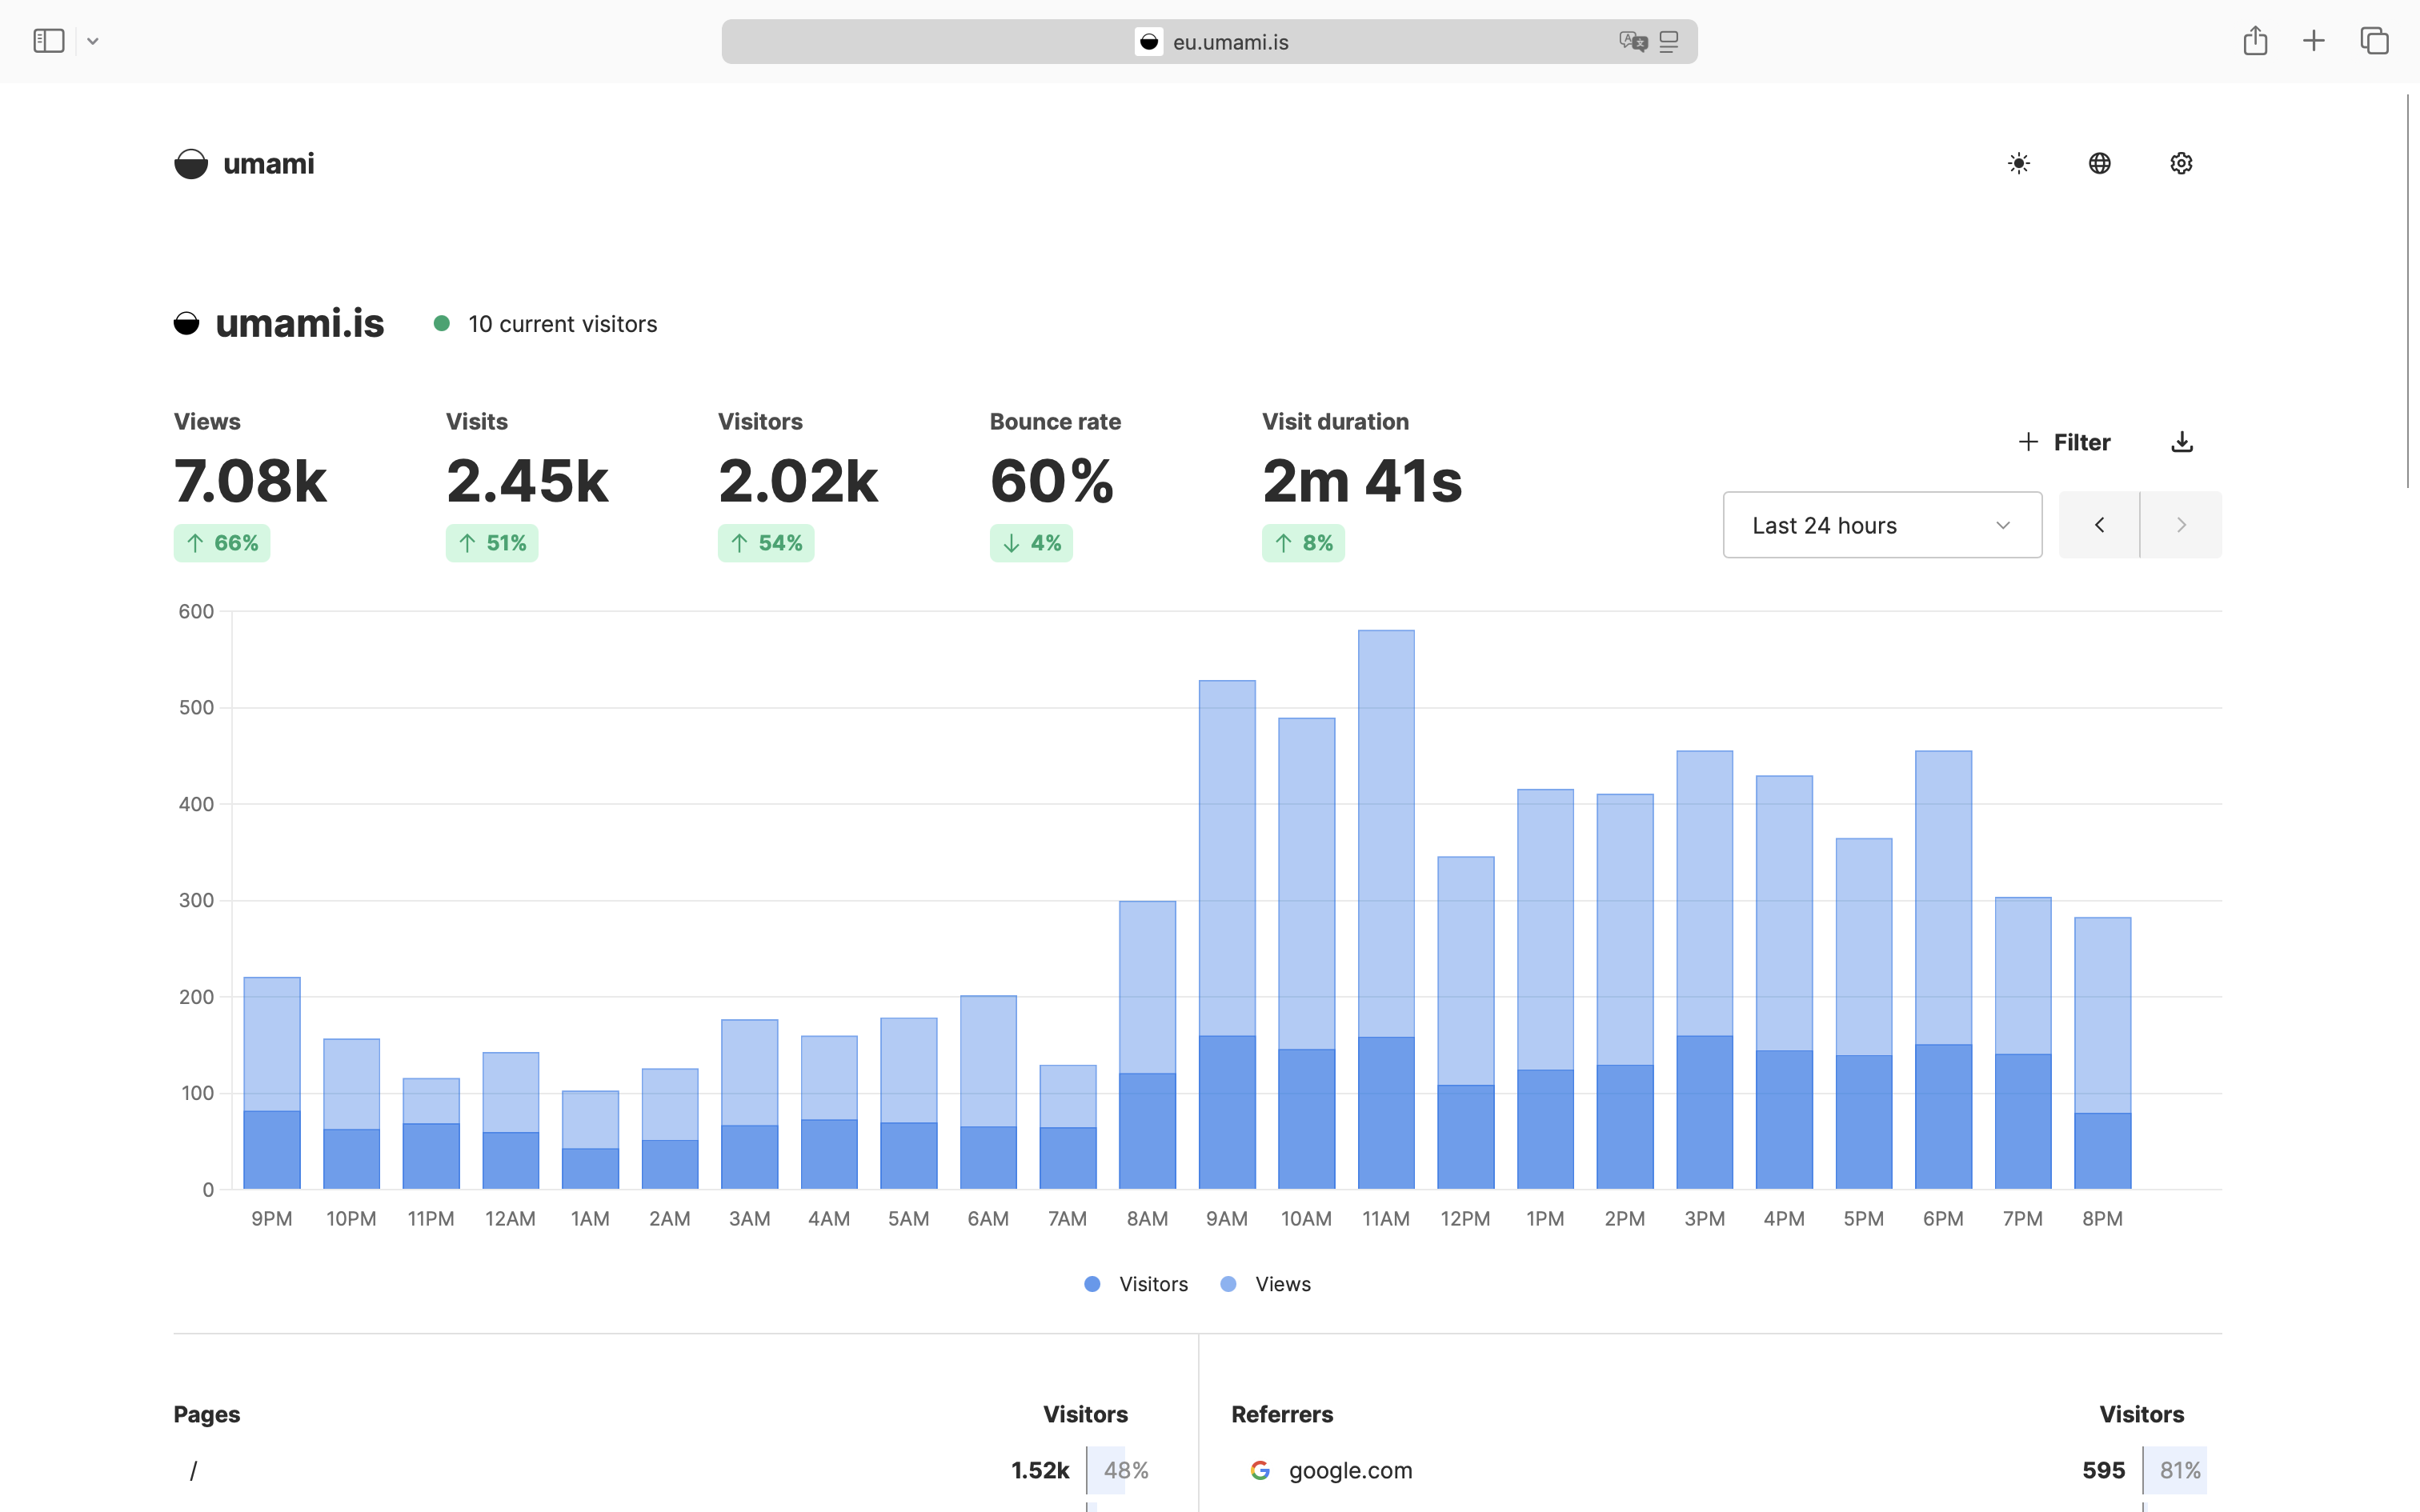 eu.umami.is
umami
umami.is 10 current visitors
Views Visits Visitors Bounce rate Visit duration
Filter
7.08k 2.45k 2.02k 60% 2m 41s
Last 24 hours
66% 51% 54% 4% 8%
600
500
400
300
200
100
0
9PM 10PM 11PM 12AM 1AM 2AM 3AM 4AM 5AM 6AM 7AM 8AM 9AM 10AM 11AM 12PM 1PM 2PM 3PM 4PM 5PM 6PM 7PM 8PM
Visitors Views
Pages Visitors
/ 1.52k 48%
Referrers Visitors
google.com 595 81%